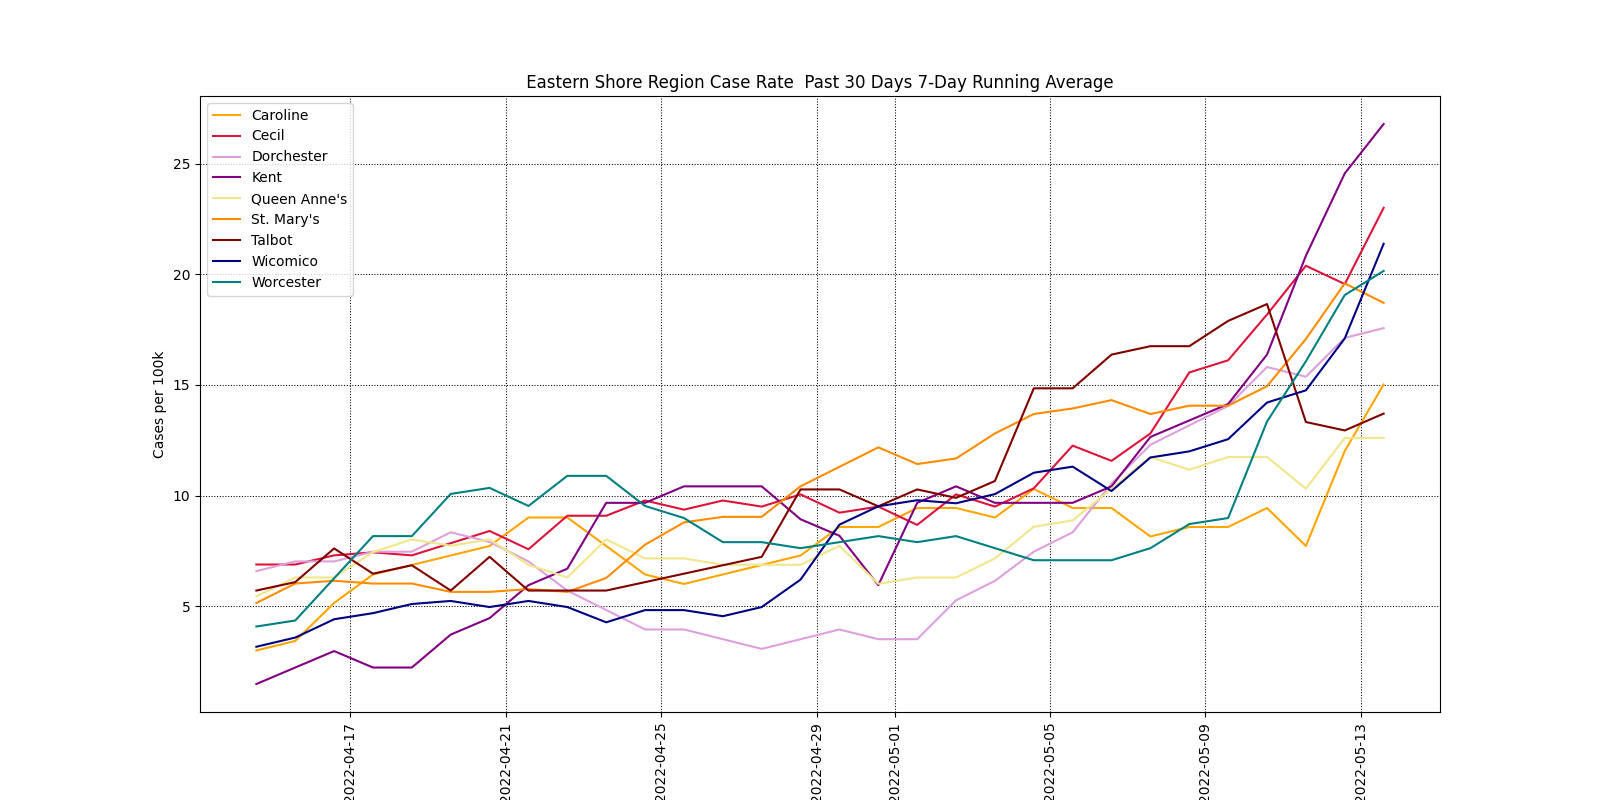 Eastern Shore Region Case Rate  Past 30 Days 7-Day Running Average
Caroline
Cecil
Dorchester
Kent
Queen Anne's
St. Mary's
Talbot
Wicomico
Worcester
Cases per 100k
25
20
15
10
5
2022-04-17
2022-04-21
2022-04-25
2022-04-29
2022-05-01
2022-05-05
2022-05-09
2022-05-13